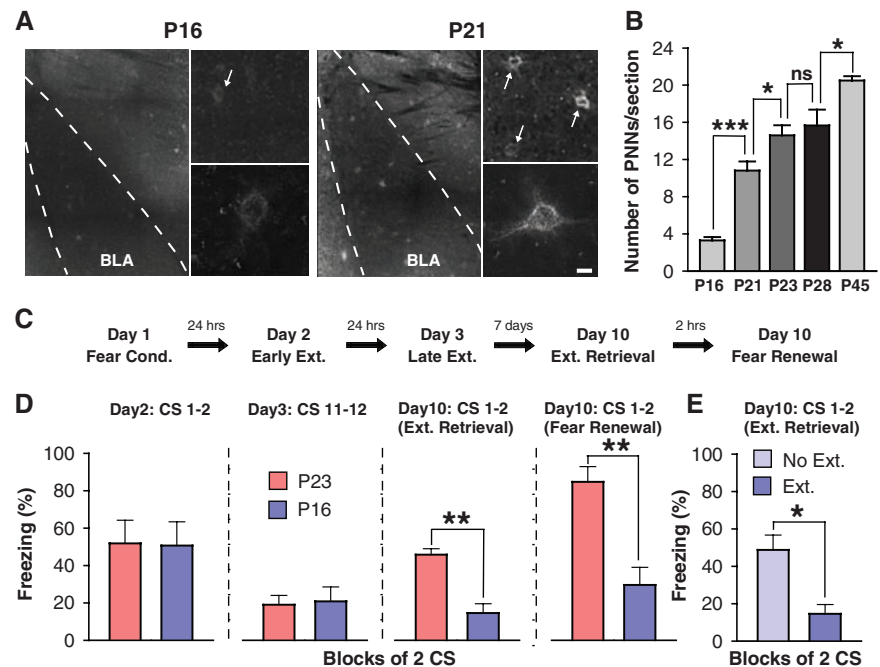 A
P16
P21
BLA
BLA
B
Number of PNNs/section
24
20
16
12
8
4
0
***
*
ns
*
P16 P21 P23 P28 P45
C
Day 1
Fear Cond.
24 hrs
Day 2
Early Ext.
24 hrs
Day 3
Late Ext.
7 days
Day 10
Ext. Retrieval
2 hrs
Day 10
Fear Renewal
D
Day2: CS 1-2
Day3: CS 11-12
Day10: CS 1-2
(Ext. Retrieval)
Day10: CS 1-2
(Fear Renewal)
Freezing (%)
100
80
60
40
20
0
P23
P16
**
**
Blocks of 2 CS
E
Day10: CS 1-2
(Ext. Retrieval)
Freezing (%)
100
80
60
40
20
0
No Ext.
Ext.
*
Blocks of 2 CS